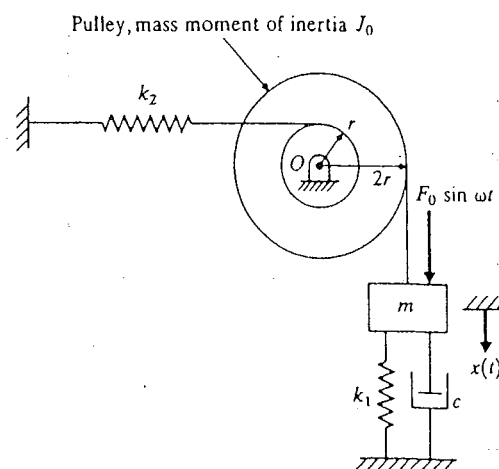 Pulley, mass moment of inertia J₀
k₂
r
O
2r
F₀ sin ωt
m
x(t)
k₁
c